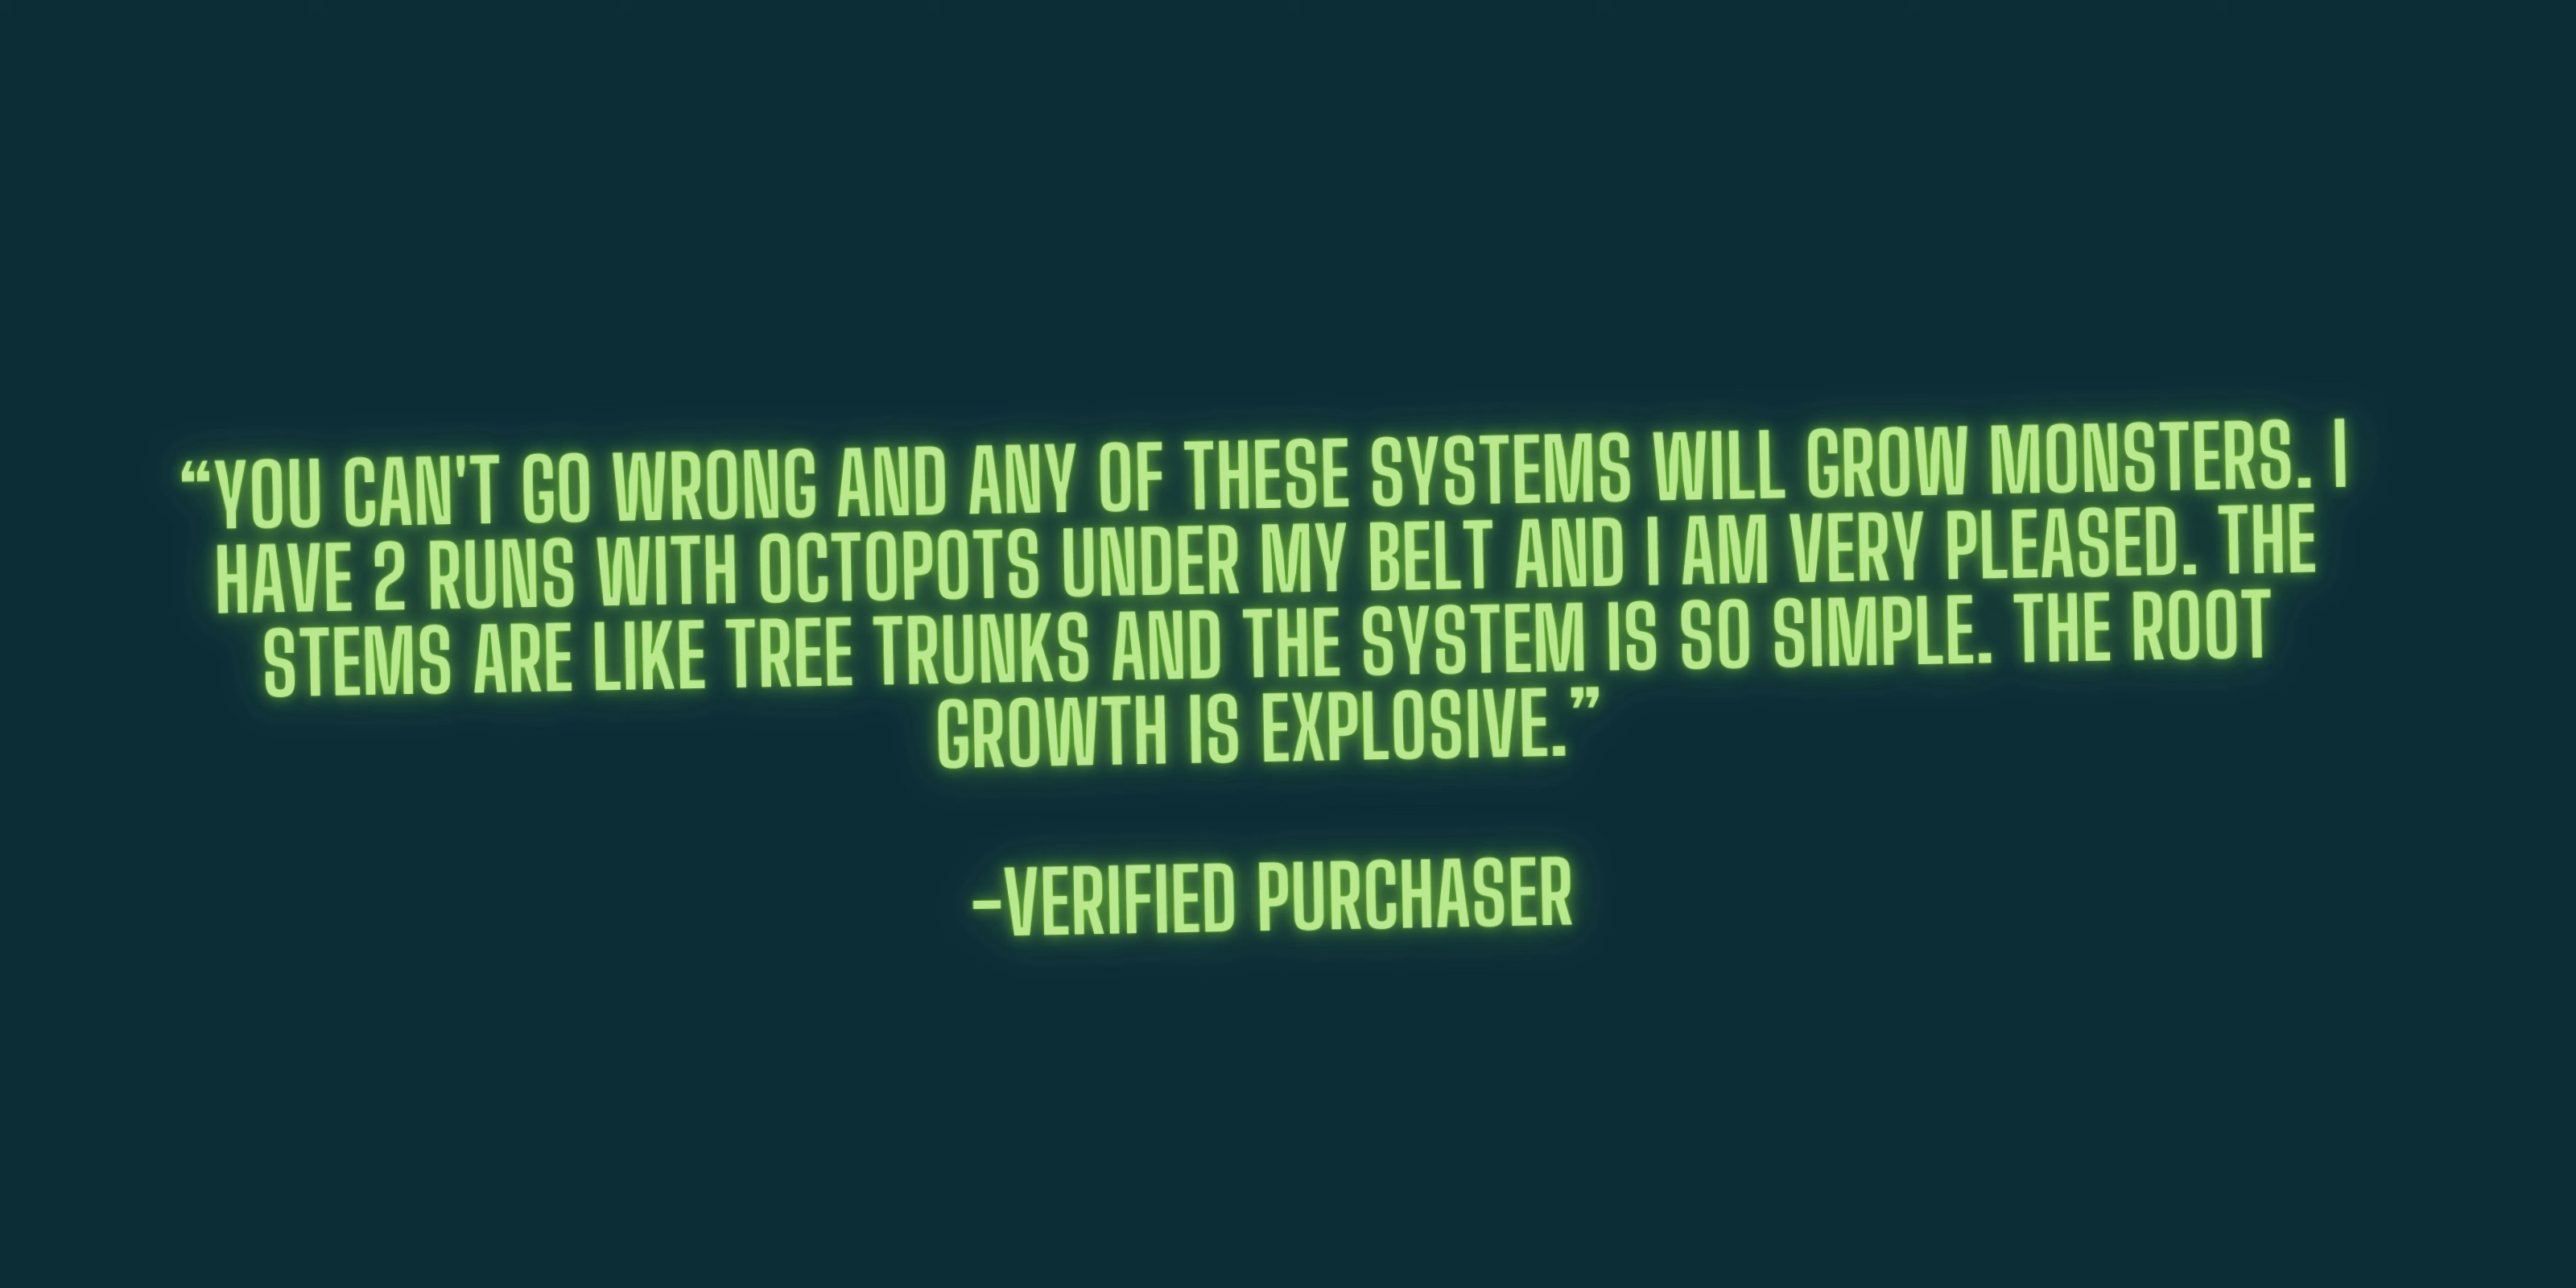 “YOU CAN'T GO WRONG AND ANY OF THESE SYSTEMS WILL GROW MONSTERS. I
HAVE 2 RUNS WITH OCTOPOTS UNDER MY BELT AND I AM VERY PLEASED. THE
STEMS ARE LIKE TREE TRUNKS AND THE SYSTEM IS SO SIMPLE. THE ROOT
GROWTH IS EXPLOSIVE.”
–VERIFIED PURCHASER